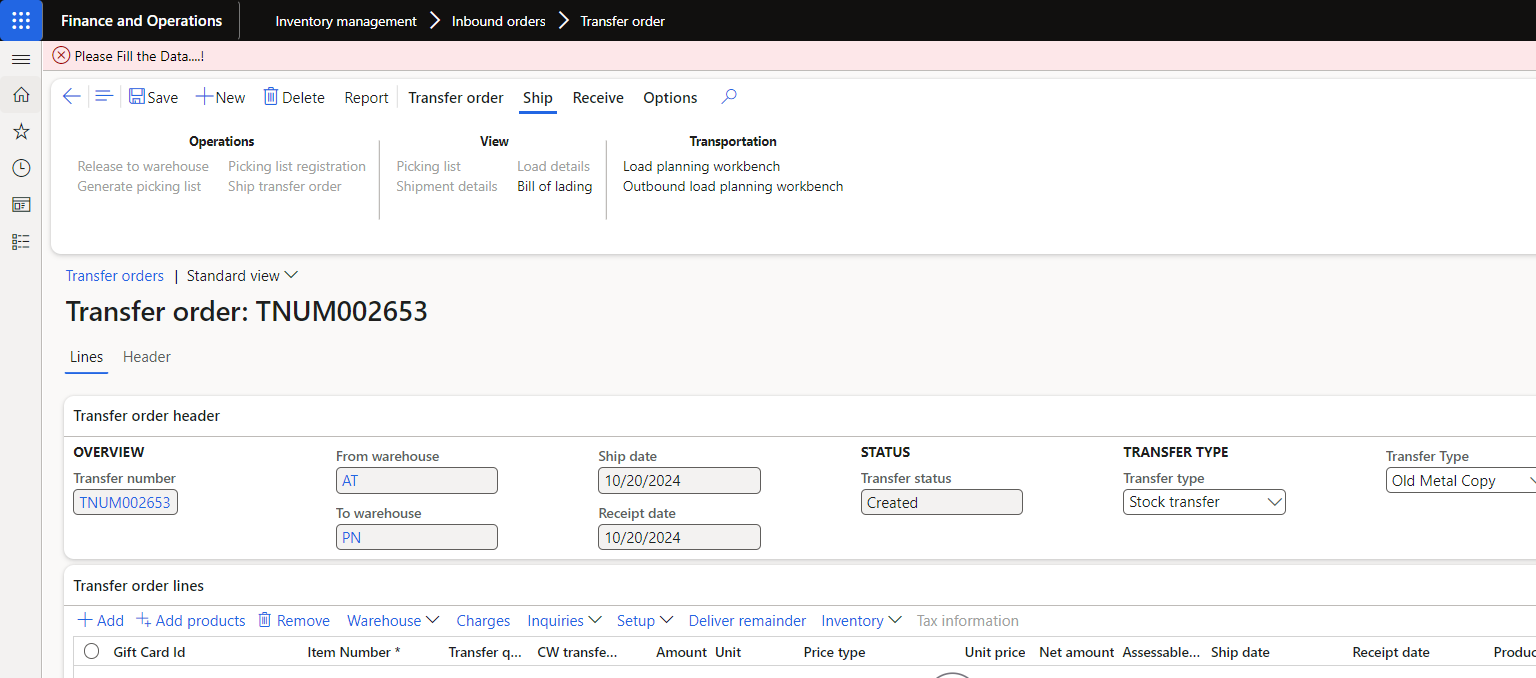 Finance and Operations
Inventory management > Inbound orders > Transfer order
Please Fill the Data....!
Save New Delete Report Transfer order Ship Receive Options
Operations View Transportation
Release to warehouse Picking list registration Picking list Load details Load planning workbench
Generate picking list Ship transfer order Shipment details Bill of lading Outbound load planning workbench
Transfer orders | Standard view
Transfer order: TNUM002653
Lines Header
Transfer order header
OVERVIEW
Transfer number
TNUM002653
From warehouse
AT
To warehouse
PN
Ship date
10/20/2024
Receipt date
10/20/2024
STATUS
Transfer status
Created
TRANSFER TYPE
Transfer type
Stock transfer
Transfer Type
Old Metal Copy
Transfer order lines
Add Add products Remove Warehouse Charges Inquiries Setup Deliver remainder Inventory Tax information
Gift Card Id Item Number * Transfer q... CW transfe... Amount Unit Price type Unit price Net amount Assessable... Ship date Receipt date